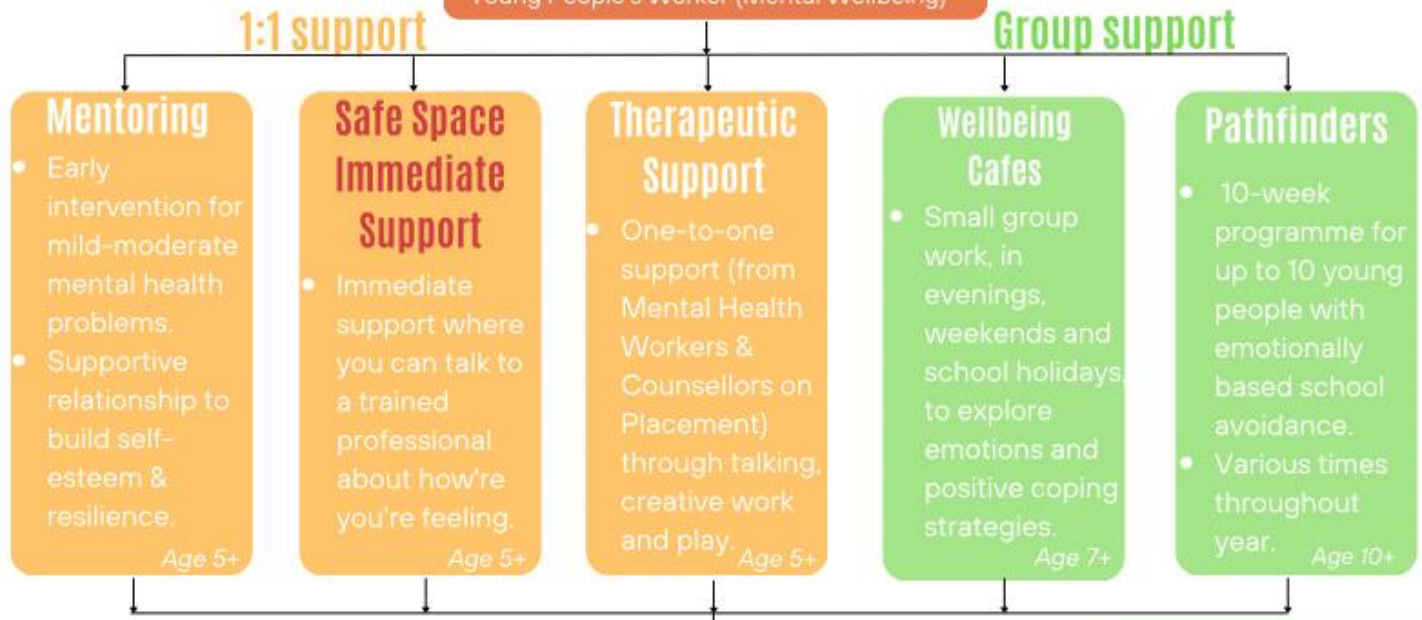 Young People's Worker (Mental Wellbeing)
1:1 support
Group support
Mentoring
• Early
intervention for
mild-moderate
mental health
problems.
• Supportive
relationship to
build self-
esteem &
resilience.
Age 5+
Safe Space
Immediate
Support
• Immediate
support where
you can talk to
a trained
professional
about how're
you're feeling.
Age 5+
Therapeutic
Support
• One-to-one
support (from
Mental Health
Workers &
Counsellors on
Placement)
through talking,
creative work
and play.
Age 5+
Wellbeing
Cafes
• Small group
work, in
evenings,
weekends and
school holidays,
to explore
emotions and
positive coping
strategies.
Age 7+
Pathfinders
• 10-week
programme for
up to 10 young
people with
emotionally
based school
avoidance.
• Various times
throughout
year.
Age 10+